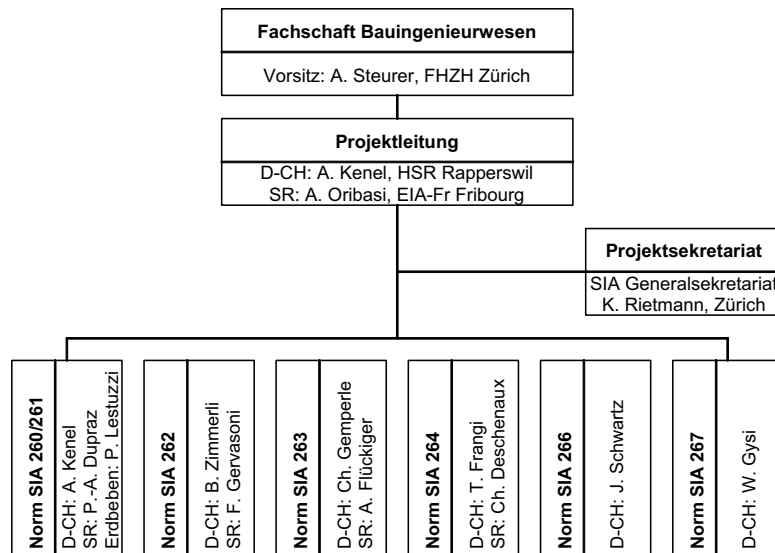 Fachschaft Bauingenieurwesen
Vorsitz: A. Steurer, FHZH Zürich
Projektleitung
D-CH: A. Kenel, HSR Rapperswil
SR: A. Oribasi, EIA-Fr Fribourg
Projektsekretariat
SIA Generalsekretariat
K. Rietmann, Zürich
Norm SIA 260/261
D-CH: A. Kenel
SR: P.-A. Dupraz
Erdbeben: P. Lestuzzi
Norm SIA 262
D-CH: B. Zimmerli
SR: F. Gervasoni
Norm SIA 263
D-CH: Ch. Gemperle
SR: A. Flückiger
Norm SIA 264
D-CH: T. Frangi
SR: Ch. Deschenaux
Norm SIA 266
D-CH: J. Schwartz
Norm SIA 267
D-CH: W. Gysi